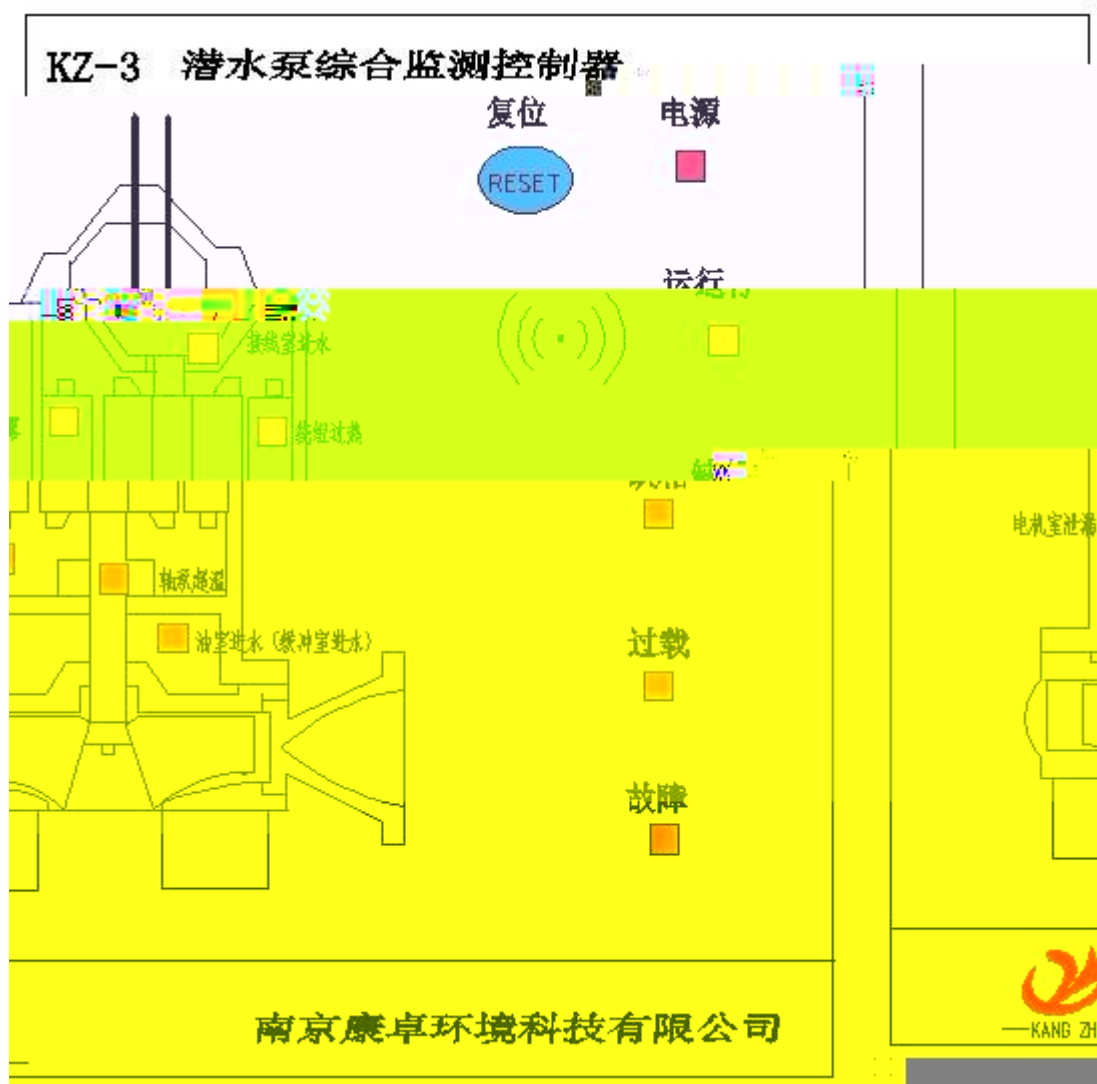 KZ-3 潜水泵综合监测控制器
复位
电源
RESET
运行
接线室进水
绕组过热
电机室泄漏
轴承超温
油室进水（缓冲室进水）
过载
故障
南京康卓环境科技有限公司
KANG ZH